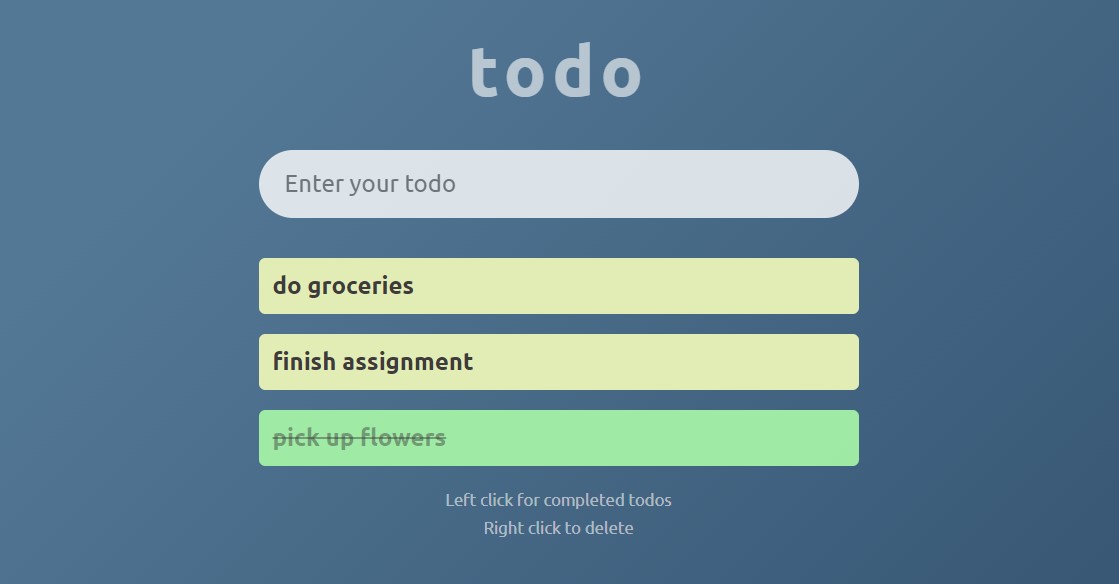 todo
Enter your todo
do groceries
finish assignment
pick up flowers
Left click for completed todos
Right click to delete